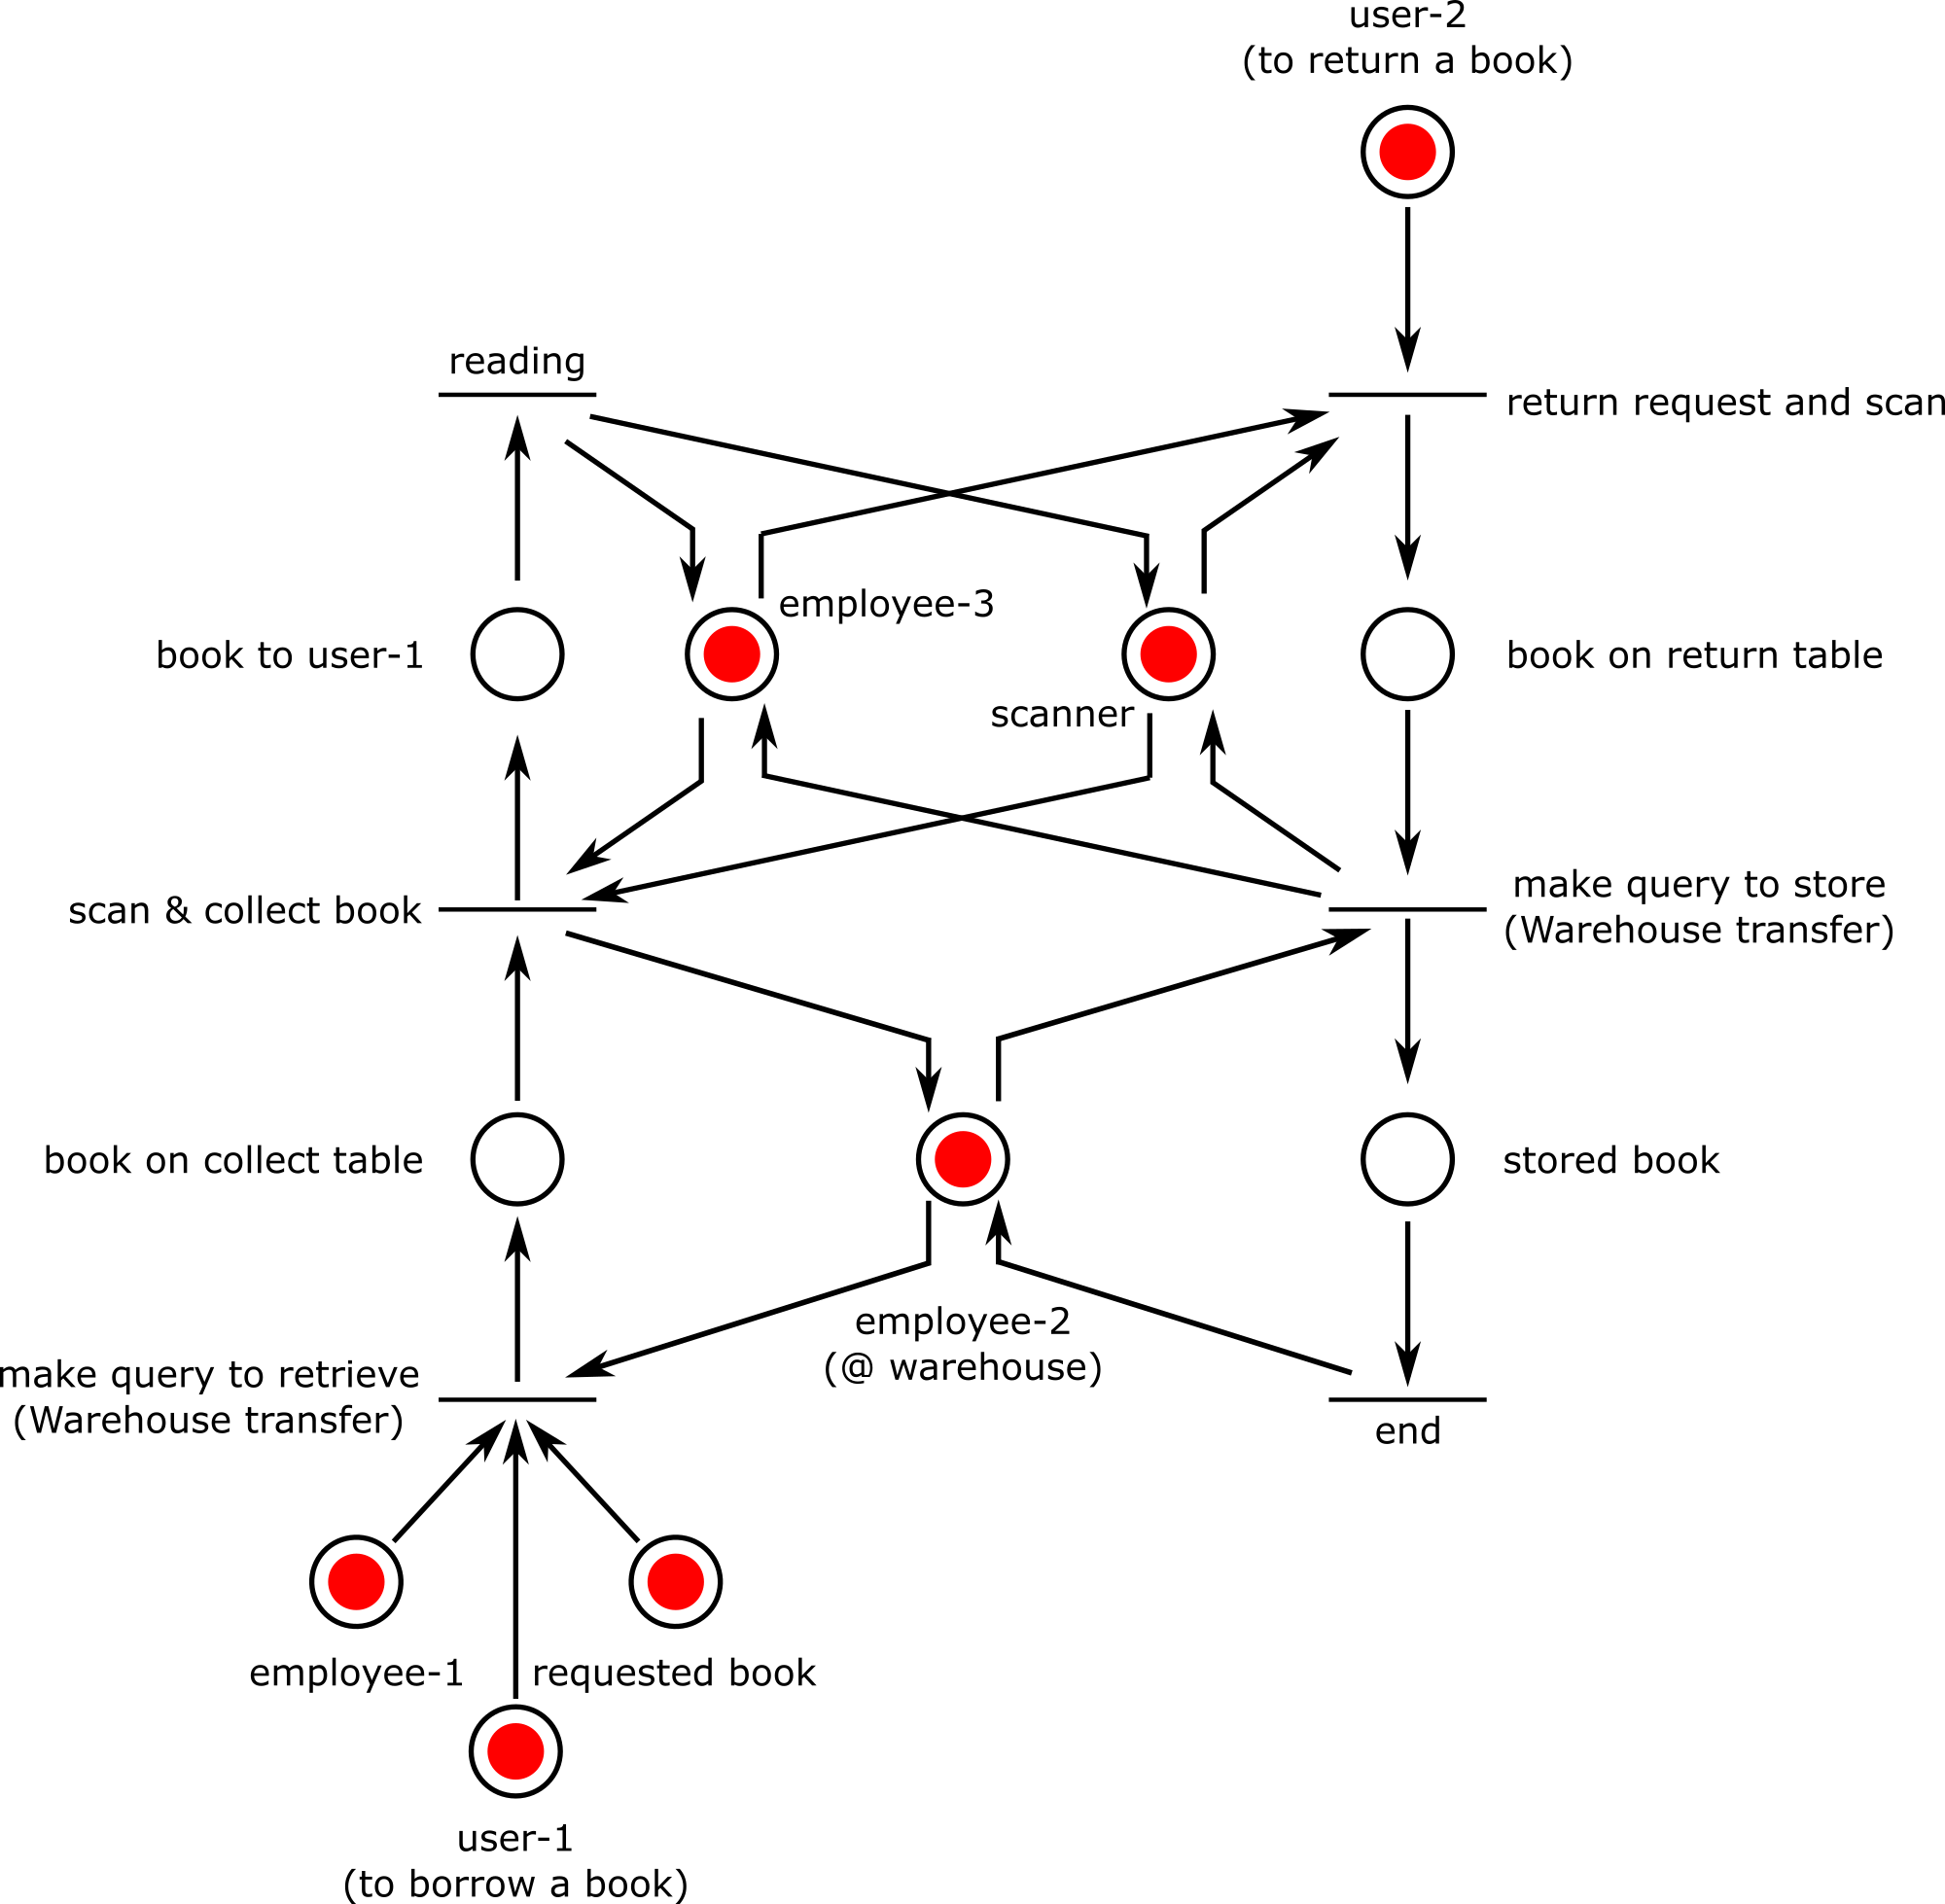 user-2
(to return a book)
reading
return request and scan
employee-3
book to user-1
book on return table
scanner
make query to store
(Warehouse transfer)
scan & collect book
book on collect table
stored book
employee-2
(@ warehouse)
make query to retrieve
(Warehouse transfer)
end
employee-1
requested book
user-1
(to borrow a book)